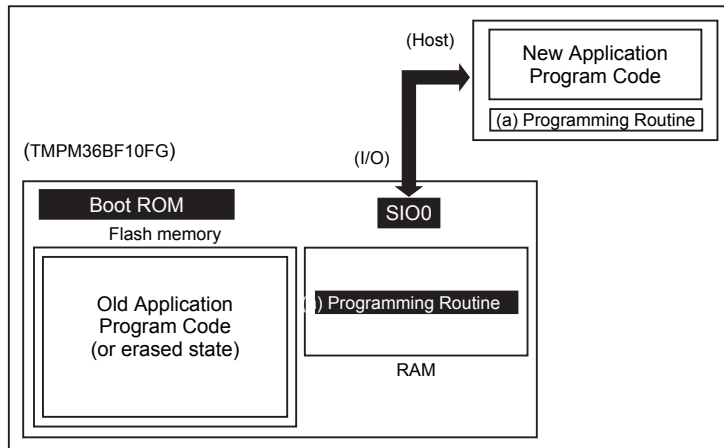 (Host)
New Application
Program Code
(a) Programming Routine
(TMPM36BF10FG)
(I/O)
Boot ROM
SIO0
Flash memory
Old Application
Program Code
(or erased state)
(a) Programming Routine
RAM